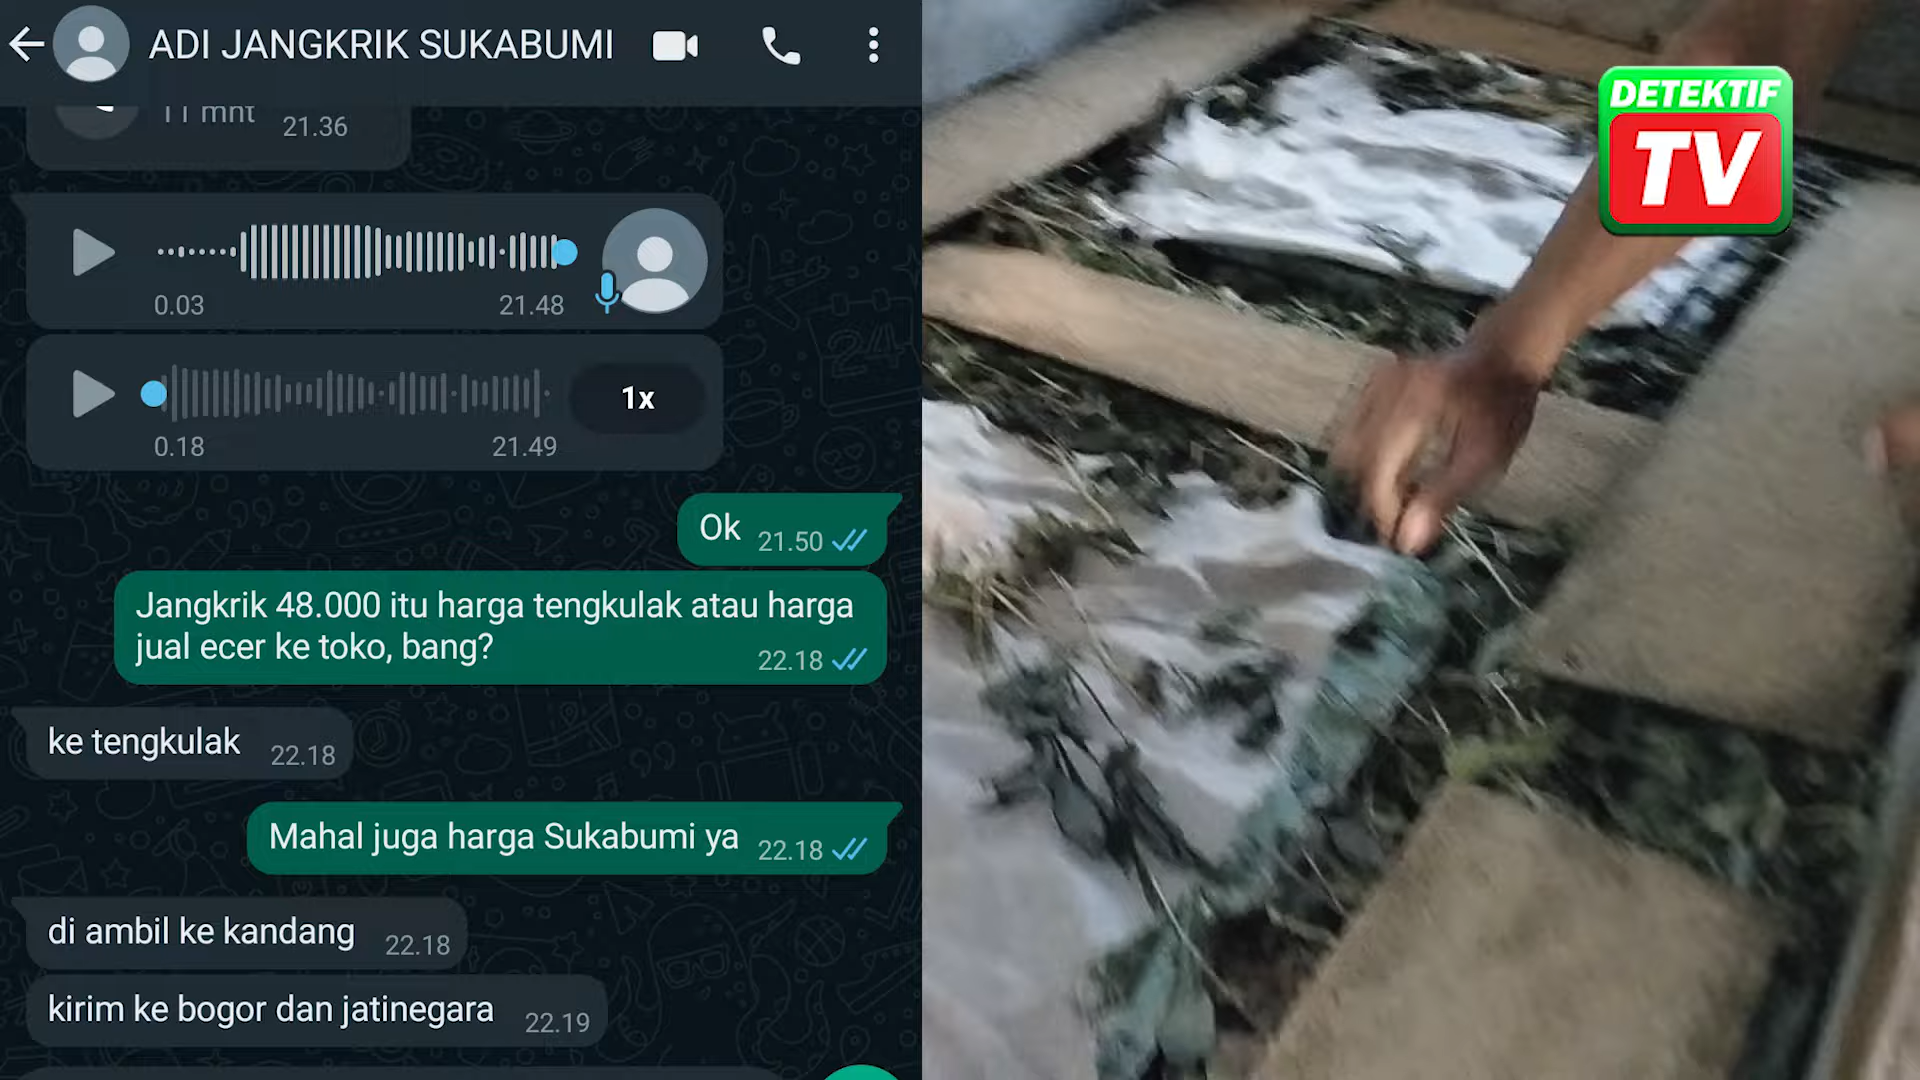 ADI JANGKRIK SUKABUMI
11 mnt 21.36
0.03 21.48
1x
0.18 21.49
Ok 21.50
Jangkrik 48.000 itu harga tengkulak atau harga
jual ecer ke toko, bang? 22.18
ke tengkulak 22.18
Mahal juga harga Sukabumi ya 22.18
di ambil ke kandang 22.18
kirim ke bogor dan jatinegara 22.19
DETEKTIF
TV